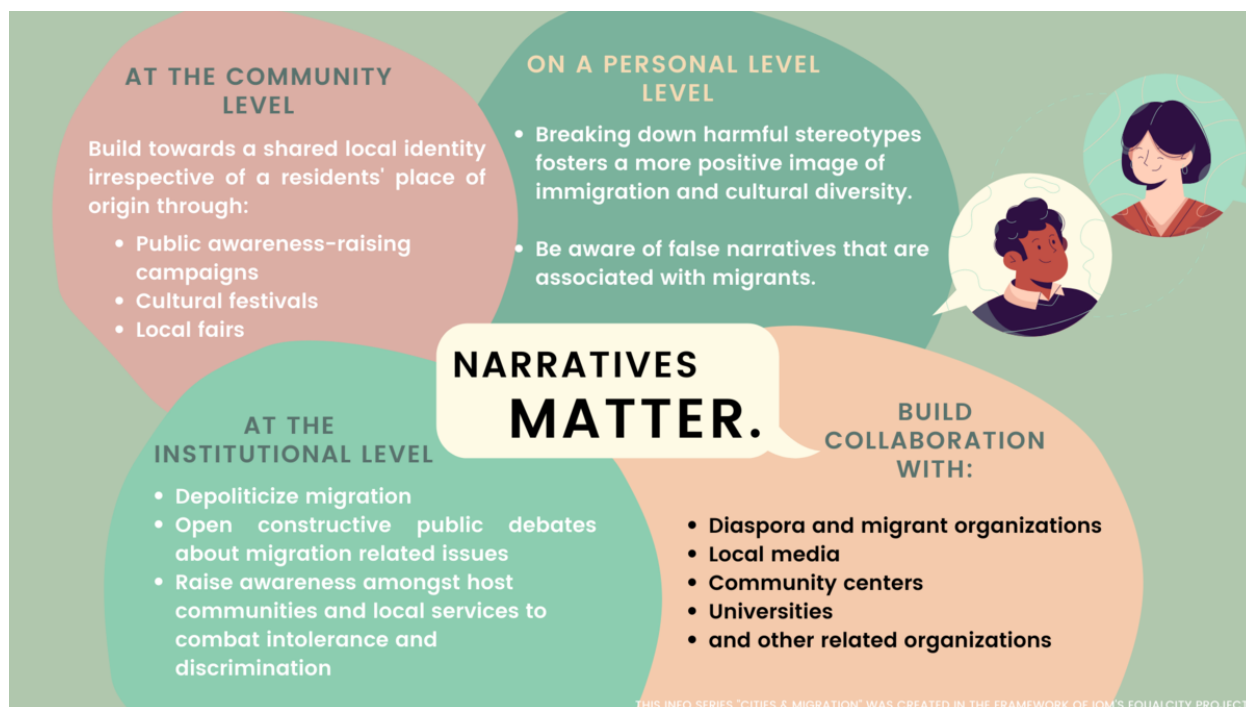 AT THE COMMUNITY
LEVEL
Build towards a shared local identity
irrespective of a residents' place of
origin through:
• Public awareness-raising
campaigns
• Cultural festivals
• Local fairs
ON A PERSONAL LEVEL
LEVEL
• Breaking down harmful stereotypes
fosters a more positive image of
immigration and cultural diversity.
• Be aware of false narratives that are
associated with migrants.
NARRATIVES
MATTER.
AT THE
INSTITUTIONAL LEVEL
• Depoliticize migration
• Open constructive public debates
about migration related issues
• Raise awareness amongst host
communities and local services to
combat intolerance and
discrimination
BUILD
COLLABORATION
WITH:
• Diaspora and migrant organizations
• Local media
• Community centers
• Universities
• and other related organizations
THIS INFO SERIES "CITIES & MIGRATION" WAS CREATED IN THE FRAMEWORK OF IOM'S EQUALCITY PROJECT